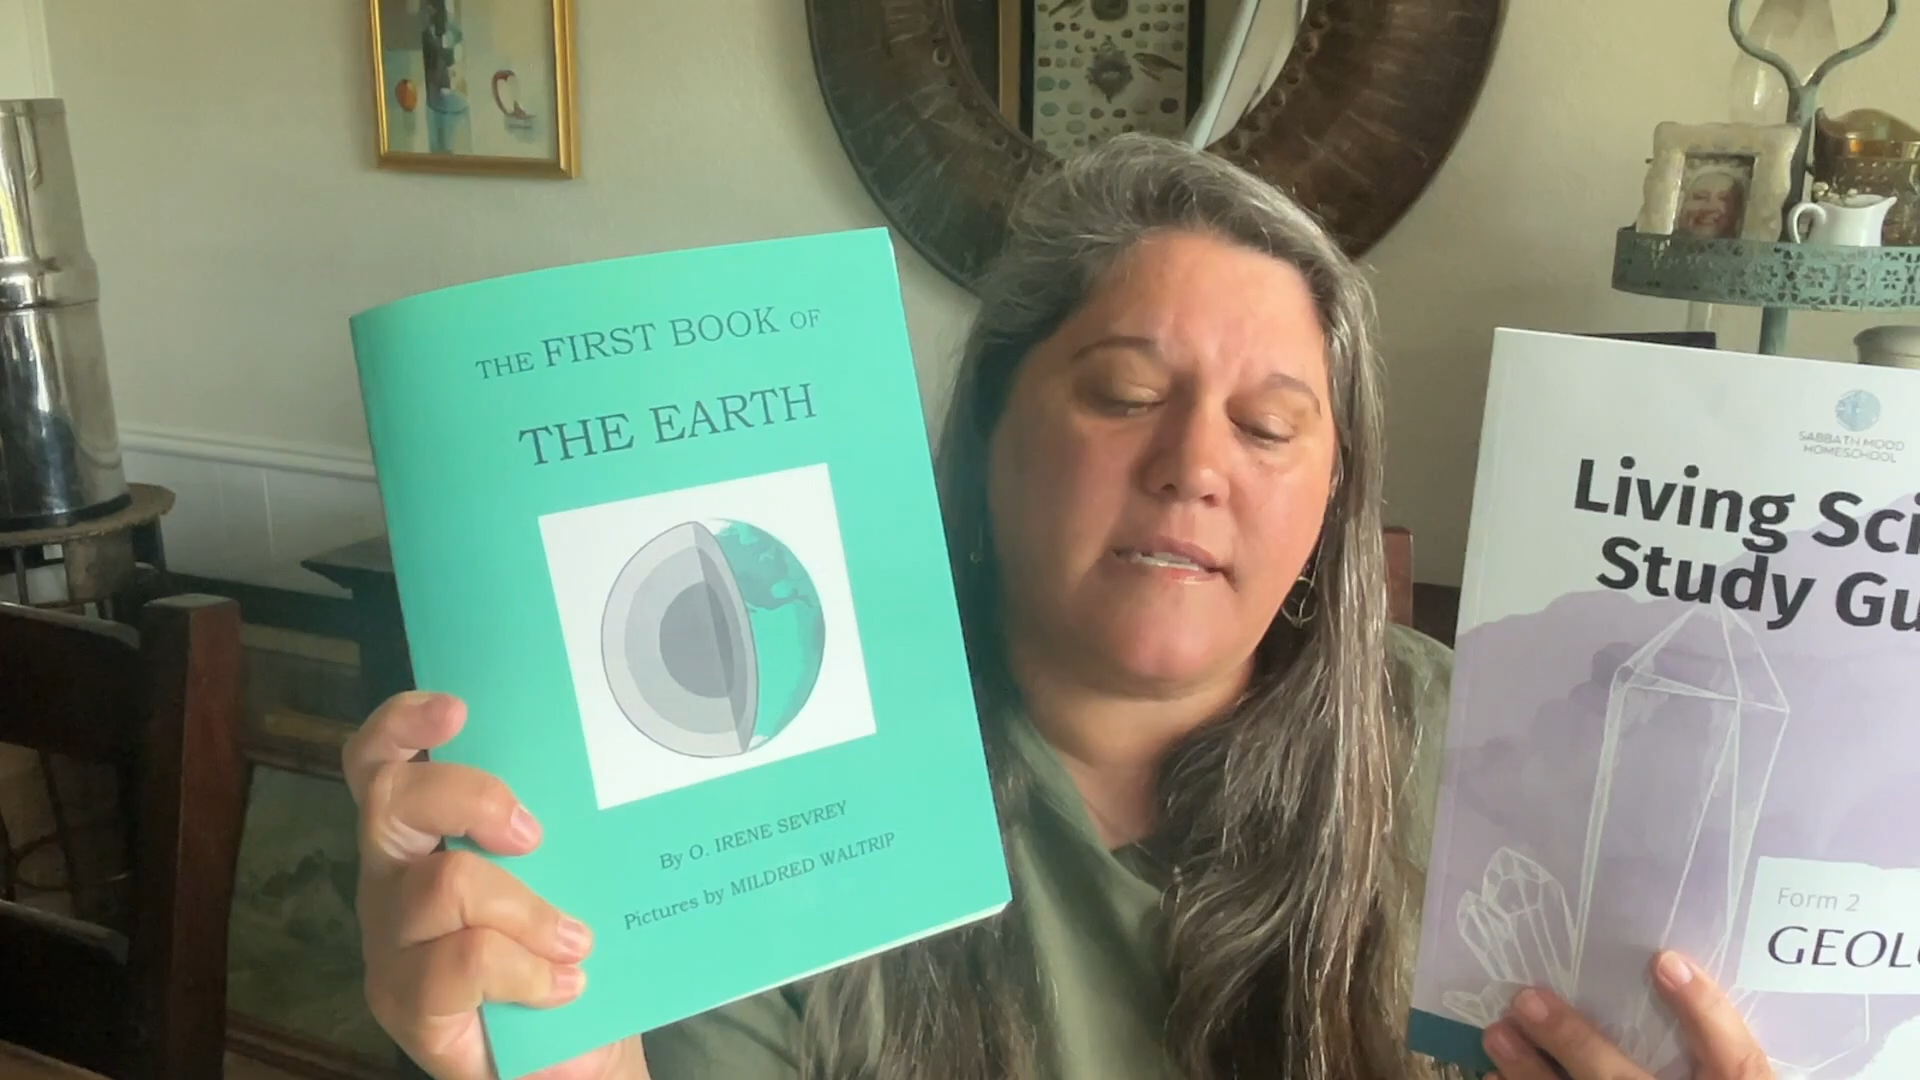 THE FIRST BOOK OF
THE EARTH
By O. IRENE SEVREY
Pictures by MILDRED WALTRIP
SABBATH MOOD
HOMESCHOOL
Living Sci
Study Gu
Form 2
GEOLO